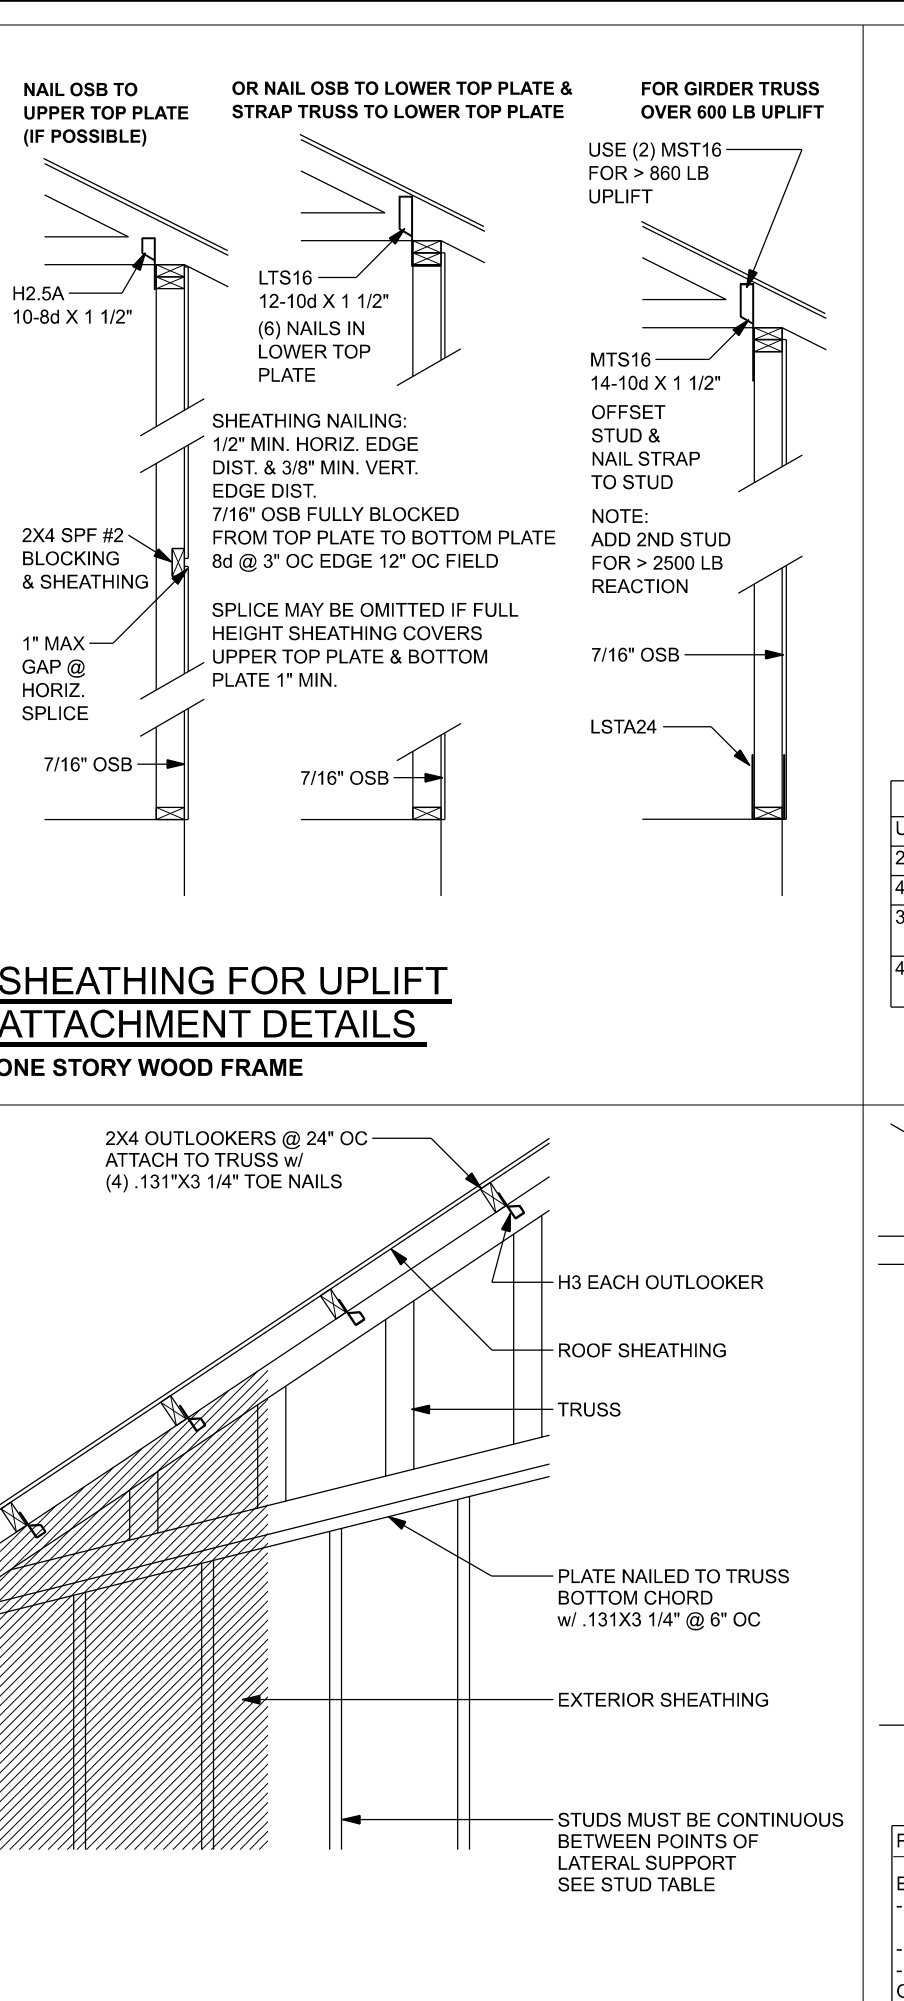 NAIL OSB TO
UPPER TOP PLATE
(IF POSSIBLE)
H2.5A
10-8d X 1 1/2"
OR NAIL OSB TO LOWER TOP PLATE &
STRAP TRUSS TO LOWER TOP PLATE
LTS16
12-10d X 1 1/2"
(6) NAILS IN
LOWER TOP
PLATE
FOR GIRDER TRUSS
OVER 600 LB UPLIFT
USE (2) MST16
FOR > 860 LB
UPLIFT
MTS16
14-10d X 1 1/2"
OFFSET
STUD &
NAIL STRAP
TO STUD
NOTE:
ADD 2ND STUD
FOR > 2500 LB
REACTION
7/16" OSB
LSTA24
SHEATHING NAILING:
1/2" MIN. HORIZ. EDGE
DIST. & 3/8" MIN. VERT.
EDGE DIST.
7/16" OSB FULLY BLOCKED
FROM TOP PLATE TO BOTTOM PLATE
8d @ 3" OC EDGE 12" OC FIELD
SPLICE MAY BE OMITTED IF FULL
HEIGHT SHEATHING COVERS
UPPER TOP PLATE & BOTTOM
PLATE 1" MIN.
2X4 SPF #2
BLOCKING
& SHEATHING
1" MAX
GAP @
HORIZ.
SPLICE
7/16" OSB
7/16" OSB
U
2
4
3
4
SHEATHING FOR UPLIFT
ATTACHMENT DETAILS
ONE STORY WOOD FRAME
2X4 OUTLOOKERS @ 24" OC
ATTACH TO TRUSS w/
(4) .131"X3 1/4" TOE NAILS
H3 EACH OUTLOOKER
ROOF SHEATHING
TRUSS
PLATE NAILED TO TRUSS
BOTTOM CHORD
w/ .131X3 1/4" @ 6" OC
EXTERIOR SHEATHING
STUDS MUST BE CONTINUOUS
BETWEEN POINTS OF
LATERAL SUPPORT
SEE STUD TABLE